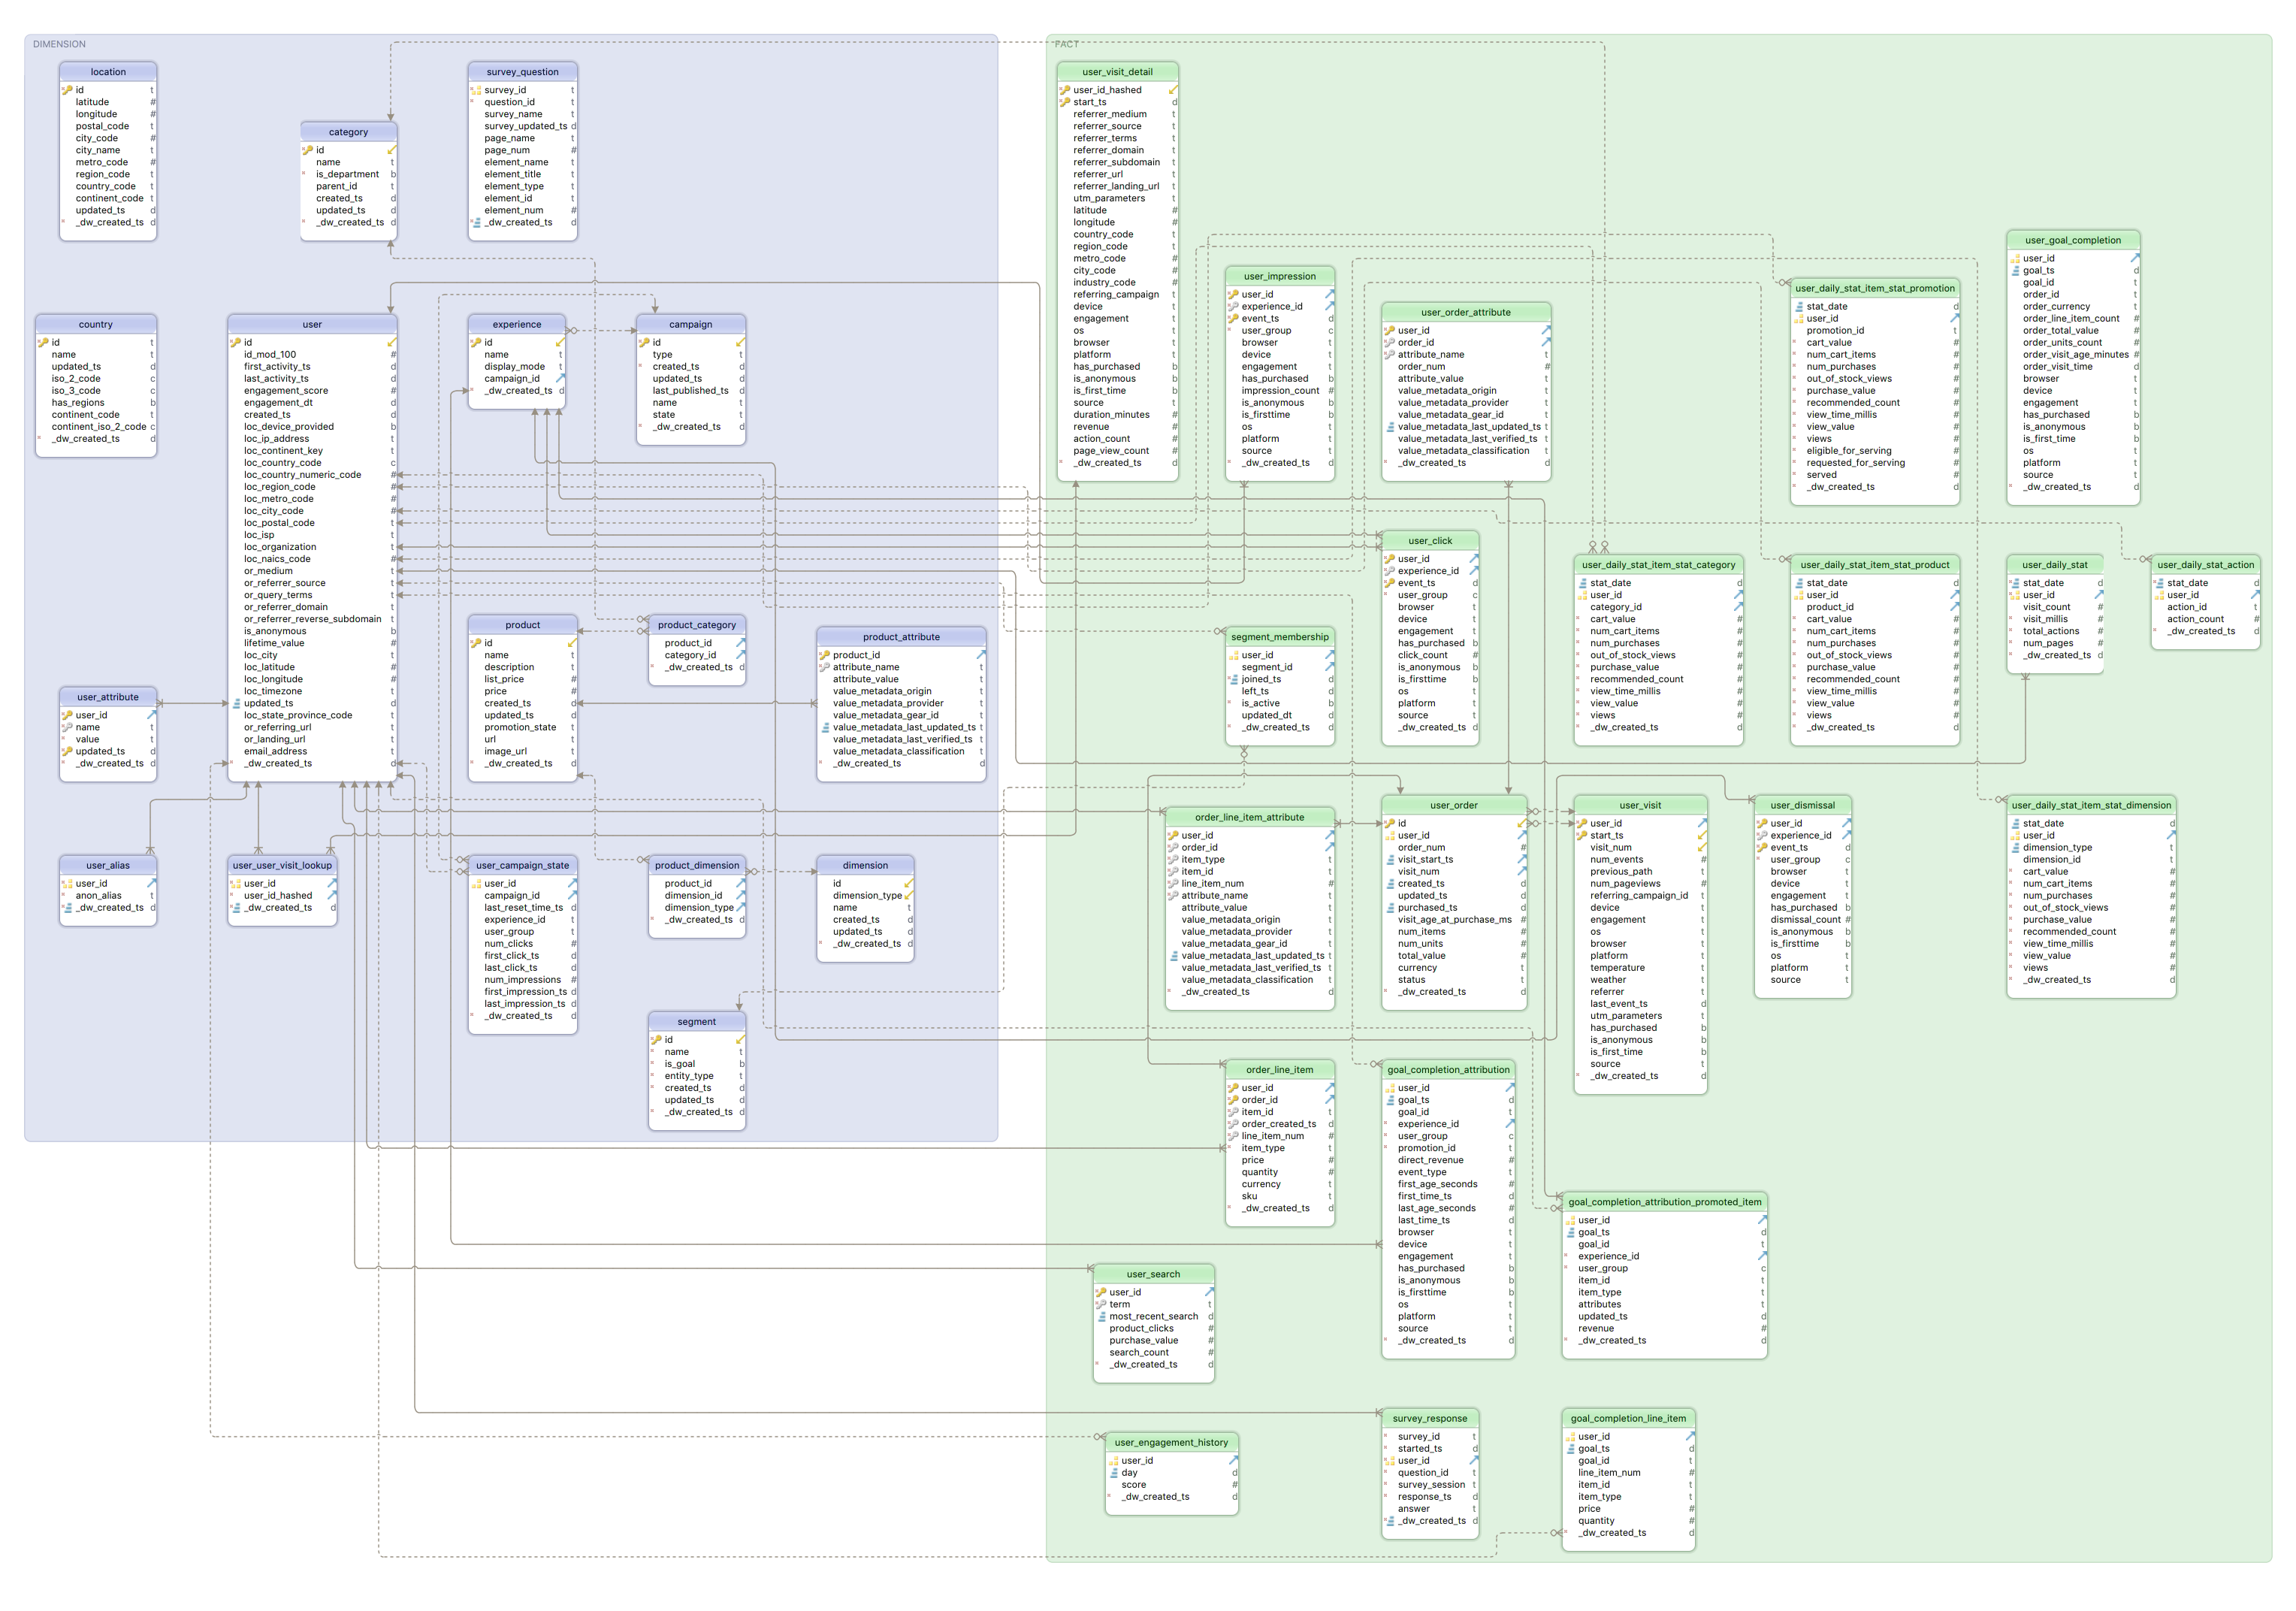 DIMENSION
location
id t
latitude #
longitude #
postal_code t
city_code #
city_name t
metro_code #
region_code t
country_code t
continent_code t
updated_ts d
_dw_created_ts d
category
id
name t
is_department b
parent_id t
created_ts d
updated_ts d
_dw_created_ts d
survey_question
survey_id t
question_id t
survey_name t
survey_updated_ts d
page_name t
page_num #
element_name t
element_title t
element_type t
element_id t
element_num #
_dw_created_ts d
country
id t
name t
updated_ts d
iso_2_code c
iso_3_code c
has_regions b
continent_code t
continent_iso_2_code c
_dw_created_ts d
user
id
id_mod_100 #
first_activity_ts d
last_activity_ts d
engagement_score #
engagement_dt d
created_ts d
loc_device_provided b
loc_ip_address t
loc_continent_key t
loc_country_code c
loc_country_numeric_code #
loc_region_code #
loc_metro_code #
loc_city_code #
loc_postal_code t
loc_isp t
loc_organization t
loc_naics_code #
or_medium t
or_referrer_source t
or_query_terms t
or_referrer_domain t
or_referrer_reverse_subdomain t
is_anonymous b
lifetime_value #
loc_city t
loc_latitude #
loc_longitude #
loc_timezone t
updated_ts d
loc_state_province_code t
or_referring_url t
or_landing_url t
email_address t
_dw_created_ts d
experience
id
name t
display_mode t
campaign_id
_dw_created_ts d
campaign
id
type t
created_ts d
updated_ts d
last_published_ts d
name t
state t
_dw_created_ts d
product
id
name t
description t
list_price #
price #
created_ts d
updated_ts d
promotion_state t
url t
image_url t
_dw_created_ts d
product_category
product_id
category_id
_dw_created_ts d
product_attribute
product_id
attribute_name t
attribute_value t
value_metadata_origin t
value_metadata_provider t
value_metadata_gear_id t
value_metadata_last_updated_ts t
value_metadata_last_verified_ts t
value_metadata_classification t
_dw_created_ts d
user_attribute
user_id
name t
value t
updated_ts d
_dw_created_ts d
user_alias
user_id
anon_alias t
_dw_created_ts d
user_user_visit_lookup
user_id
user_id_hashed
_dw_created_ts d
user_campaign_state
user_id
campaign_id
last_reset_time_ts d
experience_id t
user_group t
num_clicks #
first_click_ts d
last_click_ts d
num_impressions #
first_impression_ts d
last_impression_ts d
_dw_created_ts d
product_dimension
product_id
dimension_id
dimension_type
_dw_created_ts d
dimension
id
dimension_type
name t
created_ts d
updated_ts d
_dw_created_ts d
segment
id
name t
is_goal b
entity_type t
created_ts d
updated_ts d
_dw_created_ts d
FACT
user_visit_detail
user_id_hashed
start_ts d
referrer_medium t
referrer_source t
referrer_terms t
referrer_domain t
referrer_subdomain t
referrer_url t
referrer_landing_url t
utm_parameters t
latitude #
longitude #
country_code t
region_code t
metro_code #
city_code #
industry_code #
referring_campaign t
device t
engagement t
os t
browser t
platform t
has_purchased b
is_anonymous b
is_first_time b
source t
duration_minutes #
revenue #
action_count #
page_view_count #
_dw_created_ts d
user_impression
user_id
experience_id
event_ts d
user_group c
browser t
device t
engagement t
has_purchased b
impression_count #
is_anonymous b
is_firsttime b
os t
platform t
source t
_dw_created_ts d
user_order_attribute
user_id
order_id
attribute_name t
order_num #
attribute_value t
value_metadata_origin t
value_metadata_provider t
value_metadata_gear_id t
value_metadata_last_updated_ts t
value_metadata_last_verified_ts t
value_metadata_classification t
_dw_created_ts d
user_daily_stat_item_stat_promotion
stat_date d
user_id
promotion_id t
cart_value #
num_cart_items #
num_purchases #
out_of_stock_views #
purchase_value #
recommended_count #
view_time_millis #
view_value #
views #
eligible_for_serving #
requested_for_serving #
served #
_dw_created_ts d
user_goal_completion
user_id
goal_ts d
goal_id t
order_id t
order_currency t
order_line_item_count #
order_total_value #
order_units_count #
order_visit_age_minutes #
order_visit_time d
browser t
device t
engagement t
has_purchased b
is_anonymous b
is_first_time b
os t
platform t
source t
_dw_created_ts d
user_click
user_id
experience_id
event_ts d
user_group c
browser t
device t
engagement t
has_purchased b
click_count #
is_anonymous b
is_firsttime b
os t
platform t
source t
_dw_created_ts d
user_daily_stat_item_stat_category
stat_date d
user_id
category_id
cart_value #
num_cart_items #
num_purchases #
out_of_stock_views #
purchase_value #
recommended_count #
view_time_millis #
view_value #
views #
_dw_created_ts d
user_daily_stat_item_stat_product
stat_date d
user_id
product_id
cart_value #
num_cart_items #
num_purchases #
out_of_stock_views #
purchase_value #
recommended_count #
view_time_millis #
view_value #
views #
_dw_created_ts d
user_daily_stat
stat_date d
user_id
visit_count #
visit_millis #
total_actions #
num_pages #
_dw_created_ts d
user_daily_stat_action
stat_date d
user_id
action_id t
action_count #
_dw_created_ts d
segment_membership
user_id
segment_id
joined_ts d
left_ts d
is_active b
updated_dt d
_dw_created_ts d
order_line_item_attribute
user_id
order_id
item_type t
item_id t
line_item_num #
attribute_name t
attribute_value t
value_metadata_origin t
value_metadata_provider t
value_metadata_gear_id t
value_metadata_last_updated_ts t
value_metadata_last_verified_ts t
value_metadata_classification t
_dw_created_ts d
user_order
id
user_id
order_num #
visit_start_ts
visit_num
created_ts d
updated_ts d
purchased_ts d
visit_age_at_purchase_ms #
num_items #
num_units #
total_value #
currency t
status t
_dw_created_ts d
user_visit
user_id
start_ts
visit_num
num_events #
previous_path t
num_pageviews #
referring_campaign_id t
device t
engagement t
os t
browser t
platform t
temperature t
weather t
referrer t
last_event_ts d
utm_parameters t
has_purchased b
is_anonymous b
is_first_time b
source t
_dw_created_ts d
user_dismissal
user_id
experience_id
event_ts d
user_group c
browser t
device t
engagement t
has_purchased b
dismissal_count #
is_anonymous b
is_firsttime b
os t
platform t
source t
user_daily_stat_item_stat_dimension
stat_date d
user_id
dimension_type t
dimension_id t
cart_value #
num_cart_items #
num_purchases #
out_of_stock_views #
purchase_value #
recommended_count #
view_time_millis #
view_value #
views #
_dw_created_ts d
order_line_item
user_id
order_id
item_id t
order_created_ts d
line_item_num #
item_type t
price #
quantity #
currency t
sku t
_dw_created_ts d
goal_completion_attribution
user_id
goal_ts d
goal_id t
experience_id
user_group c
promotion_id t
direct_revenue #
event_type t
first_age_seconds #
first_time_ts d
last_age_seconds #
last_time_ts d
browser t
device t
engagement t
has_purchased b
is_anonymous b
is_firsttime b
os t
platform t
source t
_dw_created_ts d
goal_completion_attribution_promoted_item
user_id
goal_ts d
goal_id t
experience_id
user_group c
item_id t
item_type t
attributes t
updated_ts d
revenue #
_dw_created_ts d
user_search
user_id
term t
most_recent_search d
product_clicks #
purchase_value #
search_count #
_dw_created_ts d
user_engagement_history
user_id
day d
score #
_dw_created_ts d
survey_response
survey_id t
started_ts d
user_id
question_id t
survey_session t
response_ts d
answer t
_dw_created_ts d
goal_completion_line_item
user_id
goal_ts d
goal_id t
line_item_num #
item_id t
item_type t
price #
quantity #
_dw_created_ts d